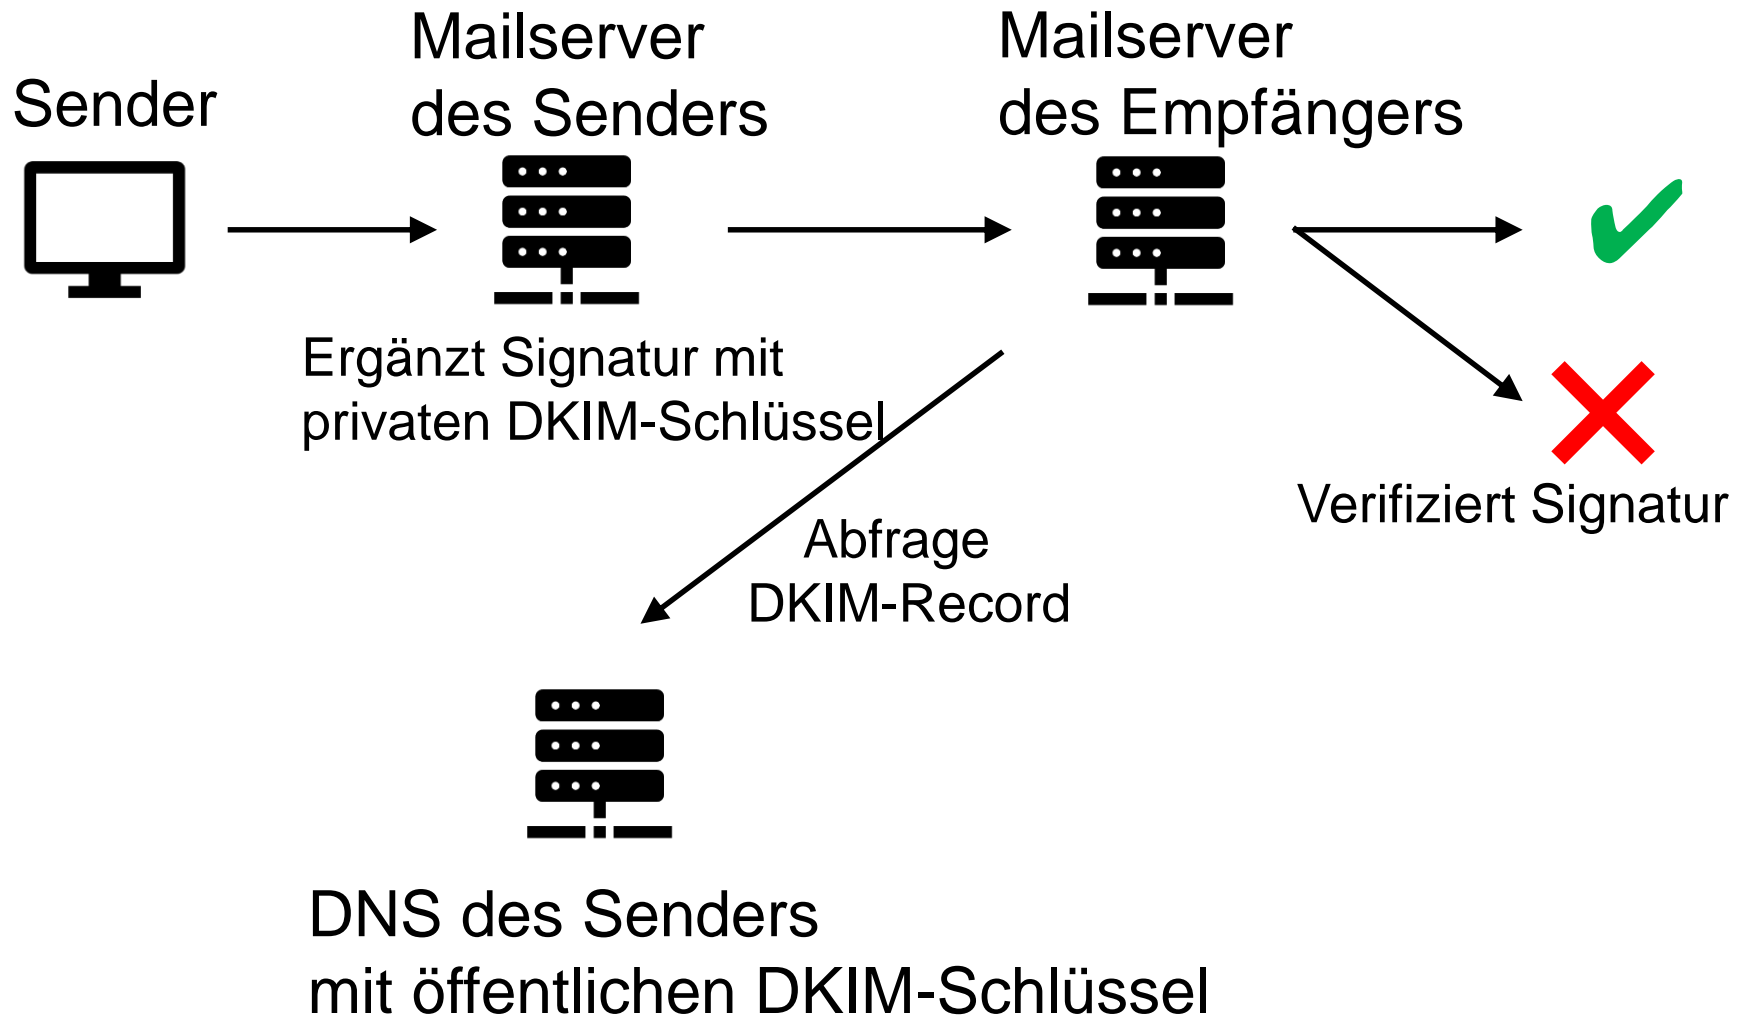 Sender
Mailserver
des Senders
Mailserver
des Empfängers
Ergänzt Signatur mit
privaten DKIM-Schlüssel
Verifiziert Signatur
Abfrage
DKIM-Record
DNS des Senders
mit öffentlichen DKIM-Schlüssel